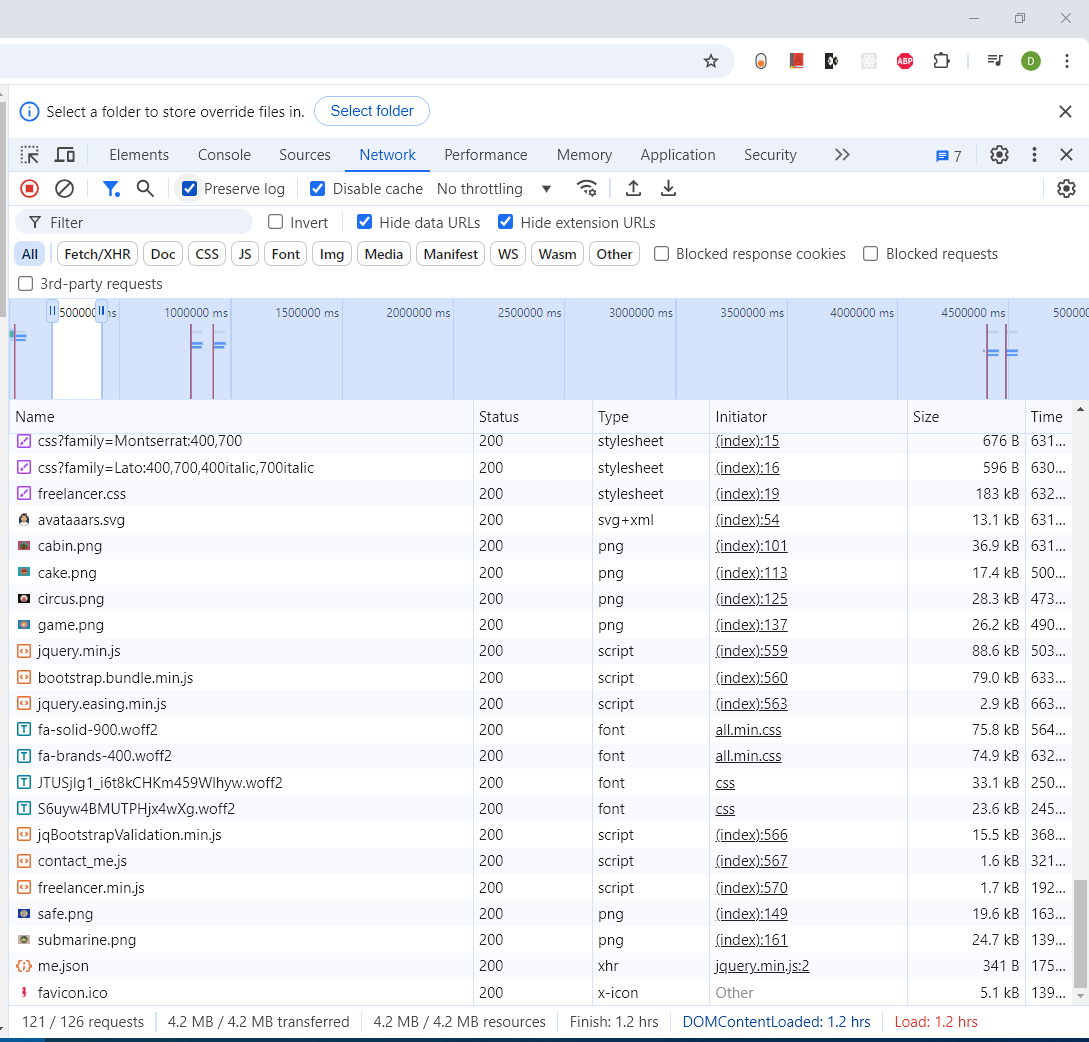 ABP
D
Select a folder to store override files in. Select folder
Elements Console Sources Network Performance Memory Application Security 7
Preserve log Disable cache No throttling
Filter Invert Hide data URLs Hide extension URLs
All Fetch/XHR Doc CSS JS Font Img Media Manifest WS Wasm Other Blocked response cookies Blocked requests
3rd-party requests
1000000 ms 1500000 ms 2000000 ms 2500000 ms 3000000 ms 3500000 ms 4000000 ms 4500000 ms
Name Status Type Initiator Size Time
css?family=Montserrat:400,700 200 stylesheet (index):15 676 B 631...
css?family=Lato:400,700,400italic,700italic 200 stylesheet (index):16 596 B 630...
freelancer.css 200 stylesheet (index):19 183 kB 632...
avataaars.svg 200 svg+xml (index):54 13.1 kB 631...
cabin.png 200 png (index):101 36.9 kB 631...
cake.png 200 png (index):113 17.4 kB 500...
circus.png 200 png (index):125 28.3 kB 473...
game.png 200 png (index):137 26.2 kB 490...
jquery.min.js 200 script (index):559 88.6 kB 503...
bootstrap.bundle.min.js 200 script (index):560 79.0 kB 633...
jquery.easing.min.js 200 script (index):563 2.9 kB 663...
fa-solid-900.woff2 200 font all.min.css 75.8 kB 564...
fa-brands-400.woff2 200 font all.min.css 74.9 kB 632...
JTUSjIg1_i6t8kCHKm459Wlhyw.woff2 200 font css 33.1 kB 250...
S6uyw4BMUTPHjx4wXg.woff2 200 font css 23.6 kB 245...
jqBootstrapValidation.min.js 200 script (index):566 15.5 kB 368...
contact_me.js 200 script (index):567 1.6 kB 321...
freelancer.min.js 200 script (index):570 1.7 kB 192...
safe.png 200 png (index):149 19.6 kB 163...
submarine.png 200 png (index):161 24.7 kB 139...
me.json 200 xhr jquery.min.js:2 341 B 175...
favicon.ico 200 x-icon Other 5.1 kB 139...
121 / 126 requests 4.2 MB / 4.2 MB transferred 4.2 MB / 4.2 MB resources Finish: 1.2 hrs DOMContentLoaded: 1.2 hrs Load: 1.2 hrs